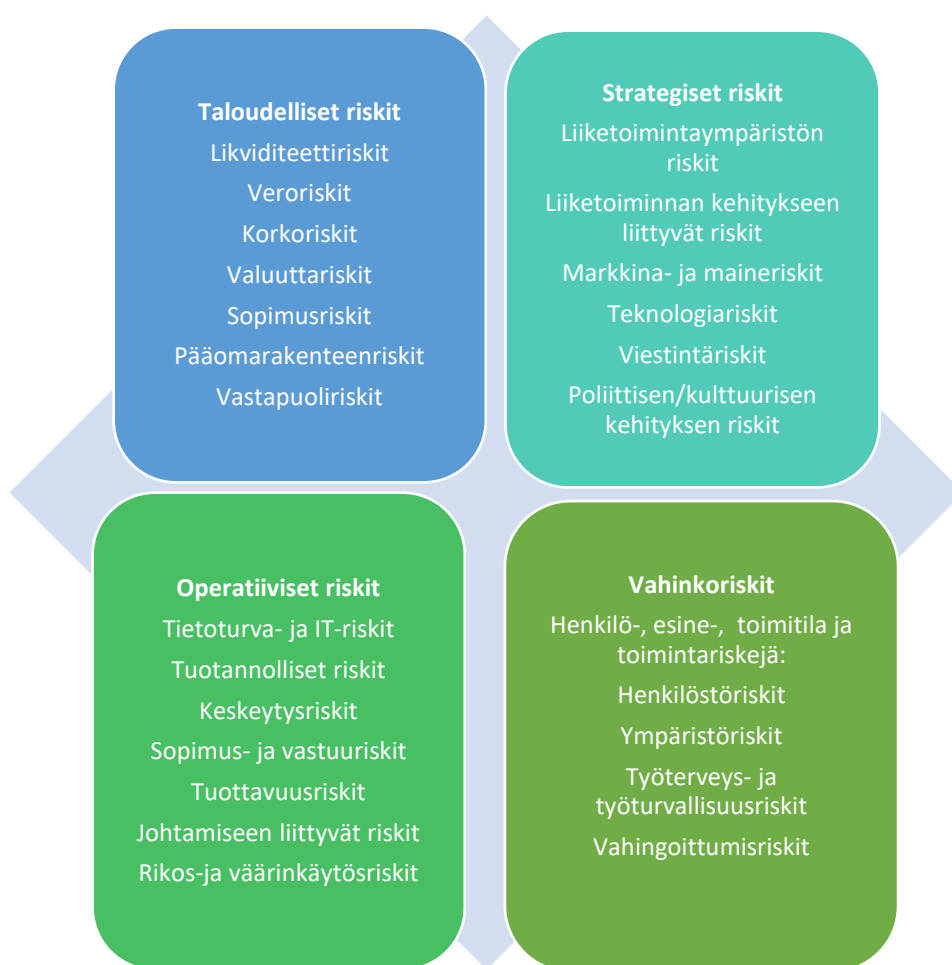 Taloudelliset riskit
Likviditeettiriskit
Veroriskit
Korkoriskit
Valuuttariskit
Sopimusriskit
Pääomarakenteenriskit
Vastapuoliriskit
Strategiset riskit
Liiketoimintaympäristön
riskit
Liiketoiminnan kehitykseen
liittyvät riskit
Markkina- ja maineriskit
Teknologiariskit
Viestintäriskit
Poliittisen/kulttuurisen
kehityksen riskit
Operatiiviset riskit
Tietoturva- ja IT-riskit
Tuotannolliset riskit
Keskeytysriskit
Sopimus- ja vastuuriskit
Tuottavuusriskit
Johtamiseen liittyvät riskit
Rikos-ja väärinkäytösriskit
Vahinkoriskit
Henkilö-, esine-, toimitila ja
toimintariskejä:
Henkilöstöriskit
Ympäristöriskit
Työterveys- ja
työturvallisuusriskit
Vahingoittumisriskit